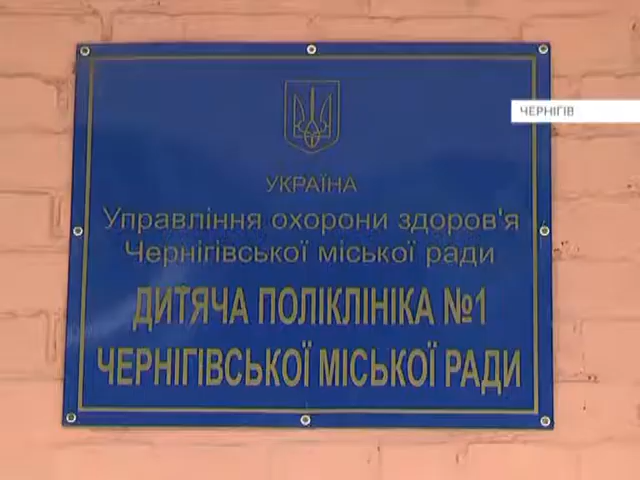 ЧЕРНІГІВ
УКРАЇНА
Управління охорони здоров'я
Чернігівської міської ради
ДИТЯЧА ПОЛІКЛІНІКА №1
ЧЕРНІГІВСЬКОЇ МІСЬКОЇ РАДИ